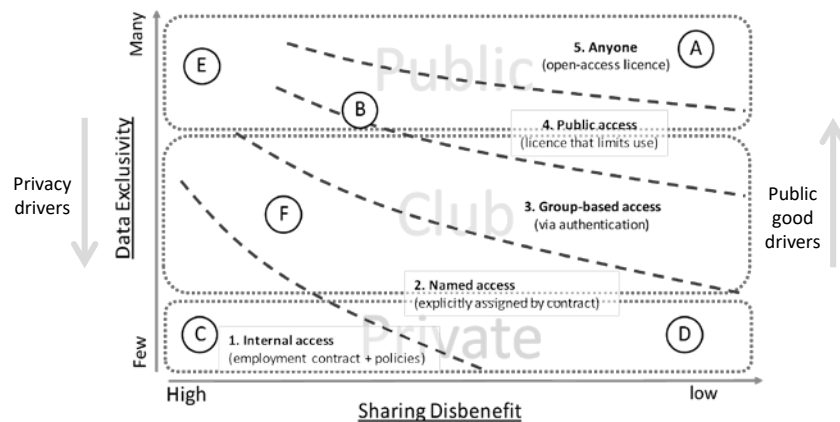 Many
E
Public
5. Anyone
(open-access licence)
A
B
4. Public access
(licence that limits use)
Privacy
drivers
Data Exclusivity
F
Club
3. Group-based access
(via authentication)
Public
good
drivers
2. Named access
(explicitly assigned by contract)
C
1. Internal access
(employment contract + policies)
Private
D
Few
High
low
Sharing Disbenefit